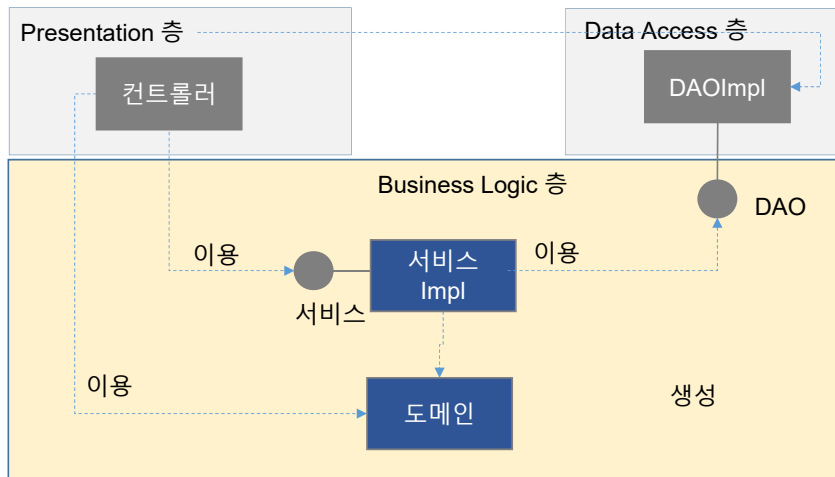 Presentation 층
Data Access 층
컨트롤러
DAOImpl
Business Logic 층
DAO
이용
서비스
Impl
이용
서비스
이용
도메인
생성